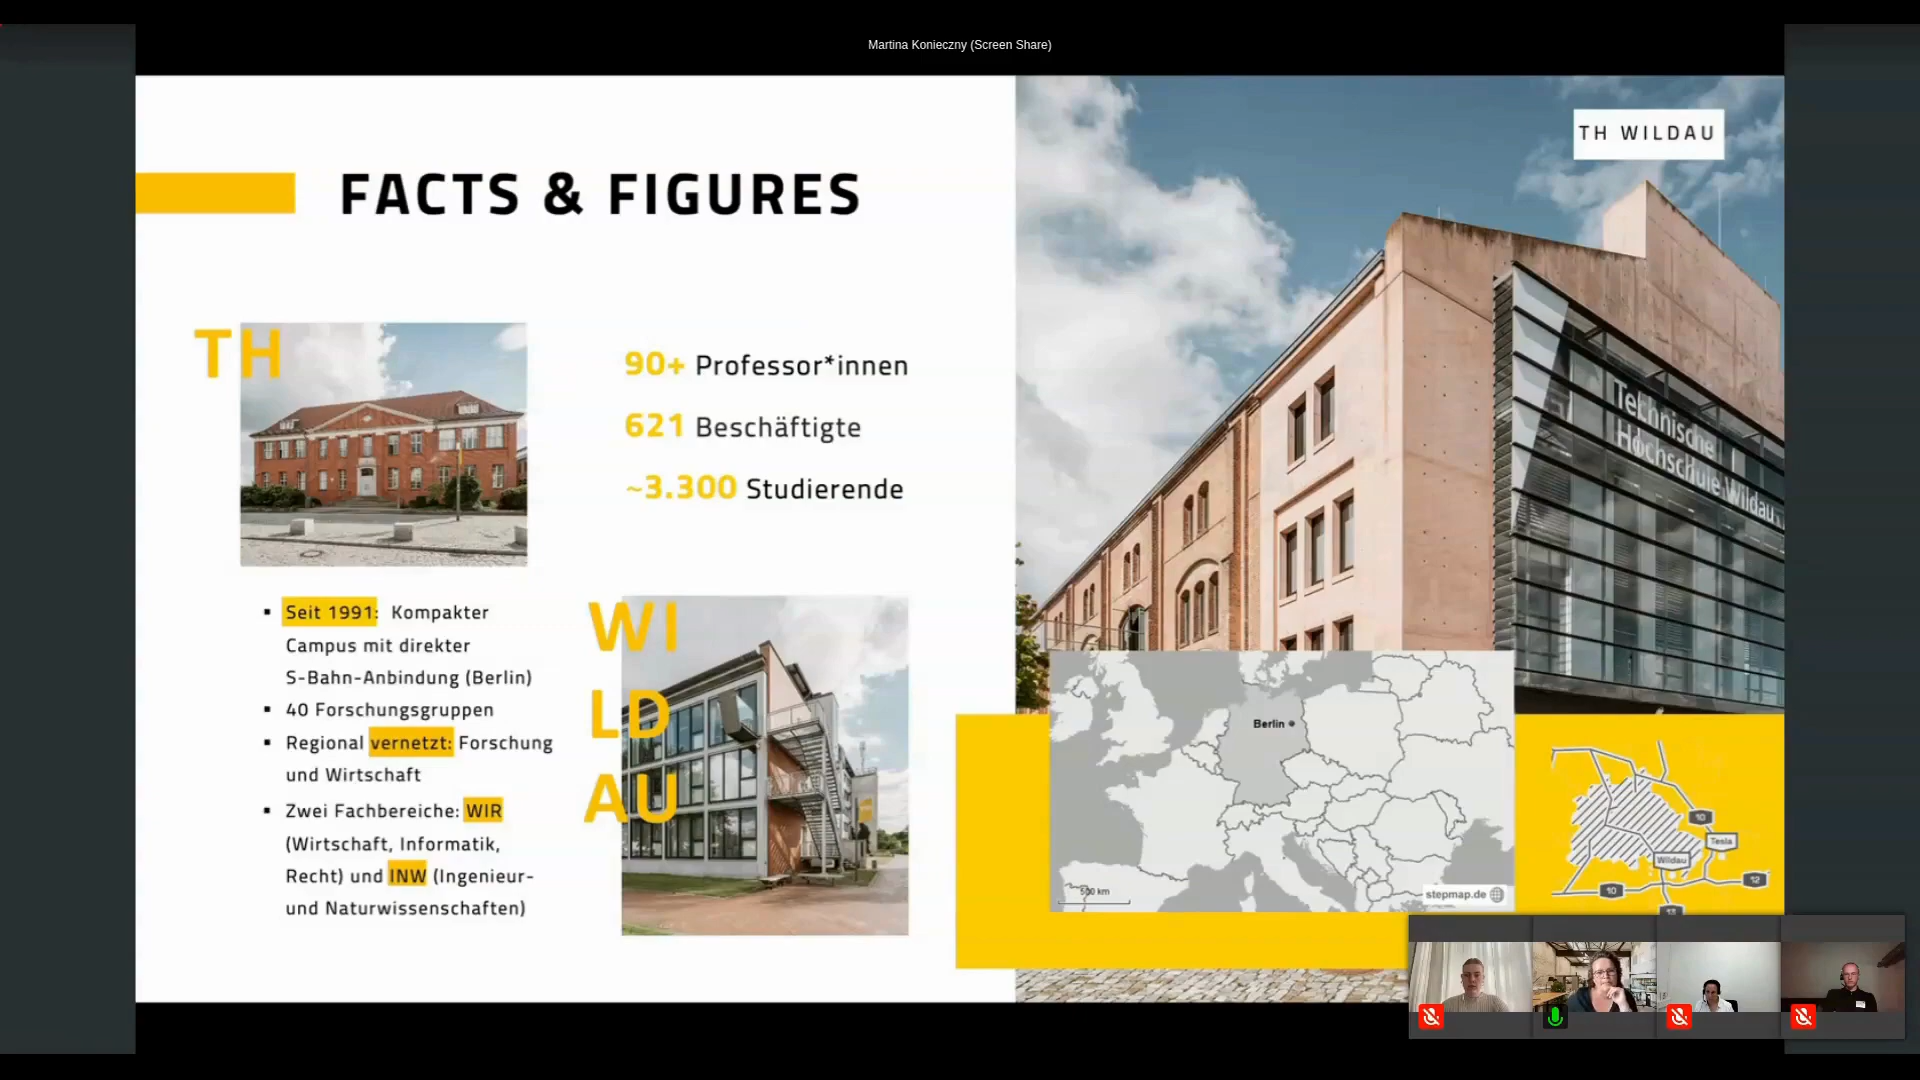 Martina Konieczny (Screen Share)
TH WILDAU
FACTS & FIGURES
TH
90+ Professor*innen
621 Beschäftigte
~3.300 Studierende
Technische
Hochschule Wildau
▪ Seit 1991: Kompakter
Campus mit direkter
S-Bahn-Anbindung (Berlin)
▪ 40 Forschungsgruppen
▪ Regional vernetzt: Forschung
und Wirtschaft
▪ Zwei Fachbereiche: WIR
(Wirtschaft, Informatik,
Recht) und INW (Ingenieur-
und Naturwissenschaften)
WI
LD
AU
Berlin
500 km
stepmap.de
10
Tesla
Wildau
12
10
13